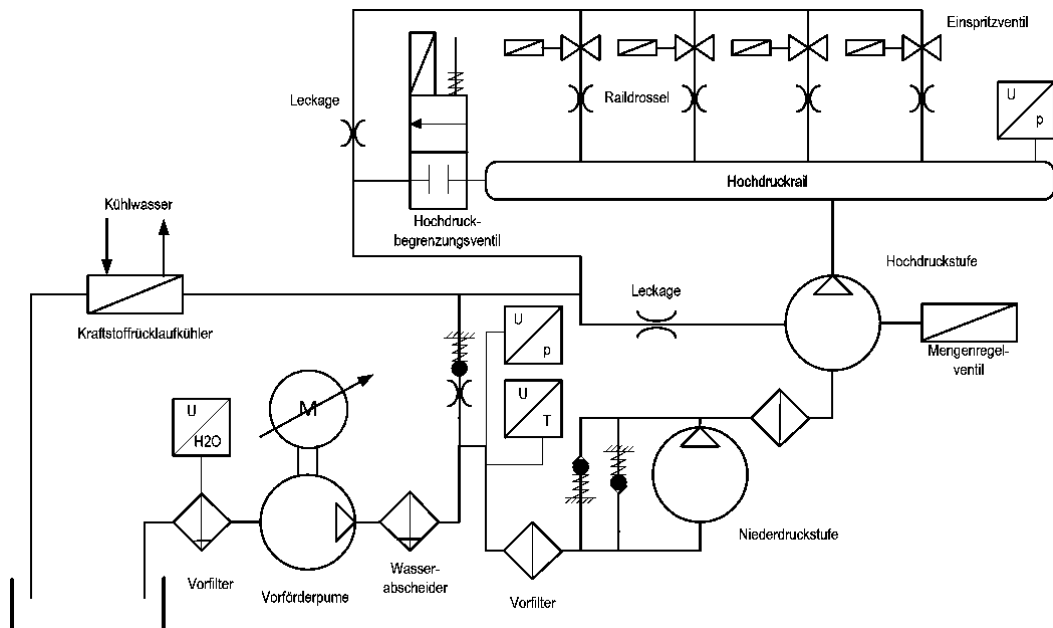 Einspritzventil
Leckage
Raildrossel
U
p
Hochdruckrail
Kühlwasser
Hochdruck-
begrenzungsventil
Hochdruckstufe
Leckage
Kraftstoffrücklaufkühler
U
p
Mengenregel-
ventil
U
T
M
U
H2O
Niederdruckstufe
Wasser-
abscheider
Vorfilter
Vorförderpume
Vorfilter